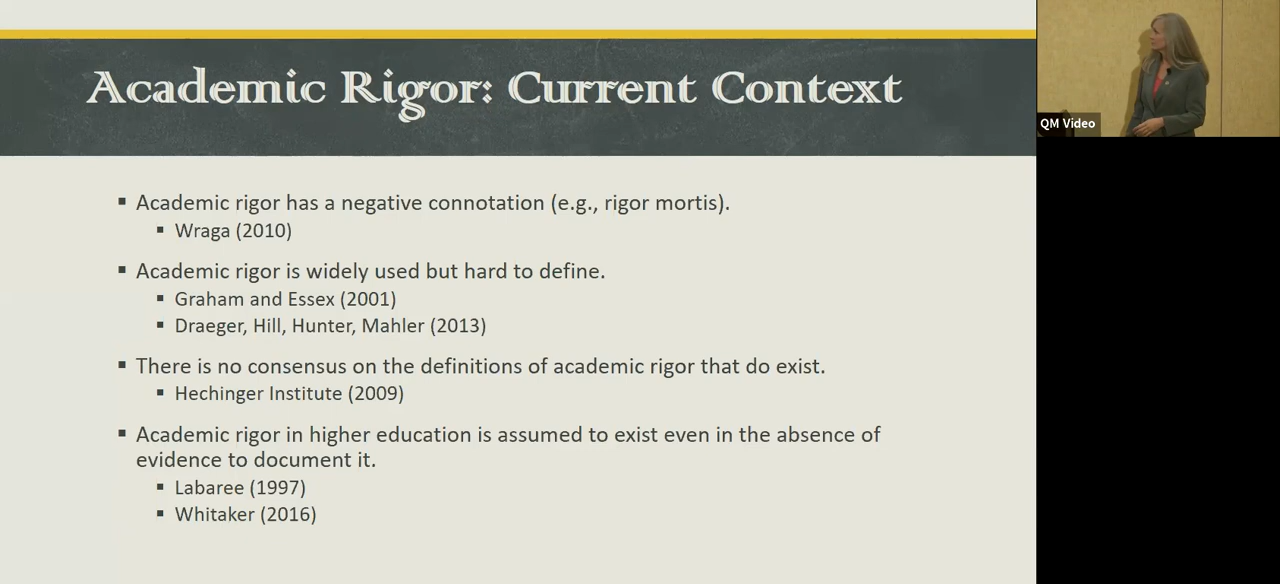 Academic Rigor: Current Context
QM Video
▪ Academic rigor has a negative connotation (e.g., rigor mortis).
▪ Wraga (2010)
▪ Academic rigor is widely used but hard to define.
▪ Graham and Essex (2001)
▪ Draeger, Hill, Hunter, Mahler (2013)
▪ There is no consensus on the definitions of academic rigor that do exist.
▪ Hechinger Institute (2009)
▪ Academic rigor in higher education is assumed to exist even in the absence of
evidence to document it.
▪ Labaree (1997)
▪ Whitaker (2016)